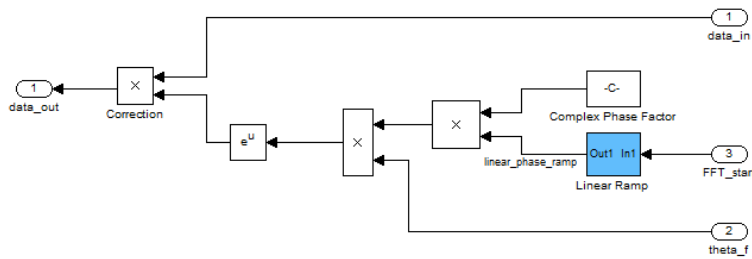 1
data_in
1
data_out
×
Correction
-C-
Complex Phase Factor
×
×
e^u
linear_phase_ramp
Out1 In1
Linear Ramp
3
FFT_star
2
theta_f